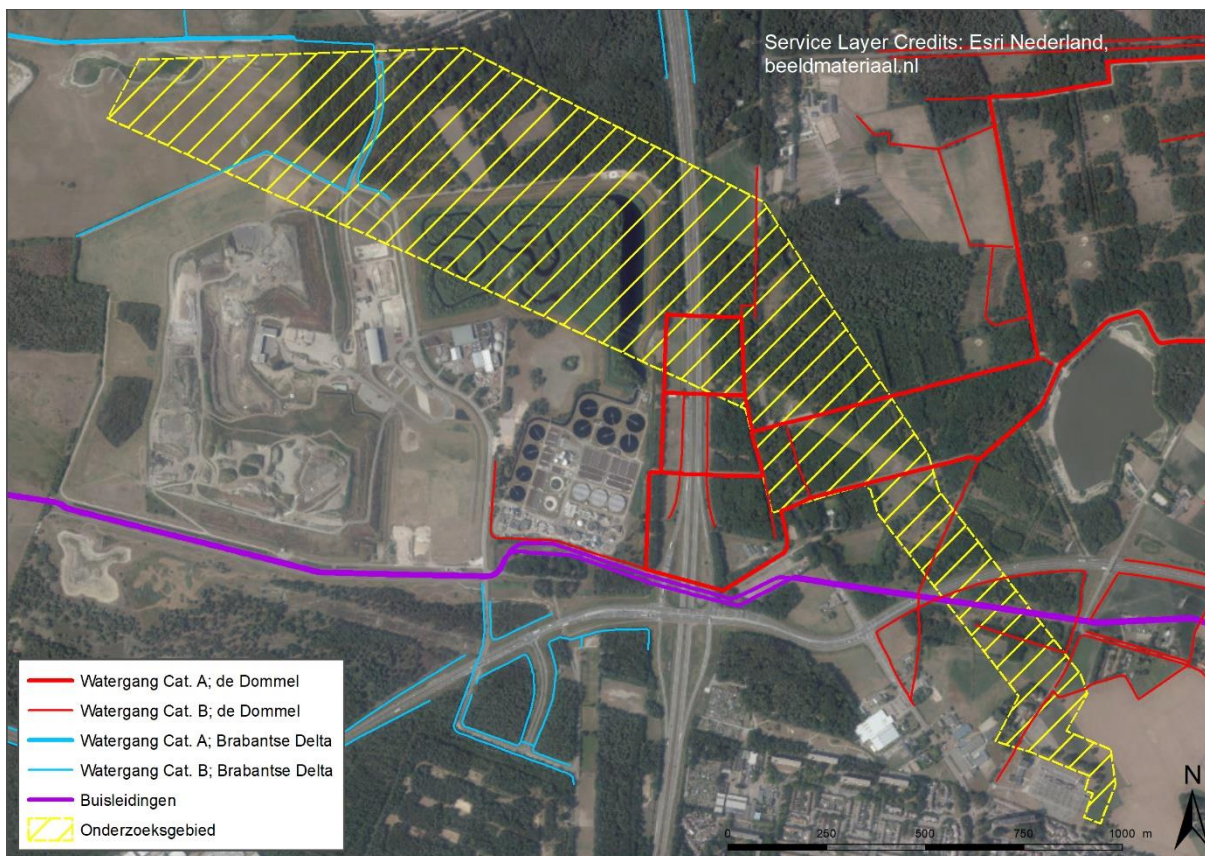 Service Layer Credits: Esri Nederland,
beeldmateriaal.nl
Watergang Cat. A; de Dommel
Watergang Cat. B; de Dommel
Watergang Cat. A; Brabantse Delta
Watergang Cat. B; Brabantse Delta
Buisleidingen
Onderzoeksgebied
N
0 250 500 750 1000 m